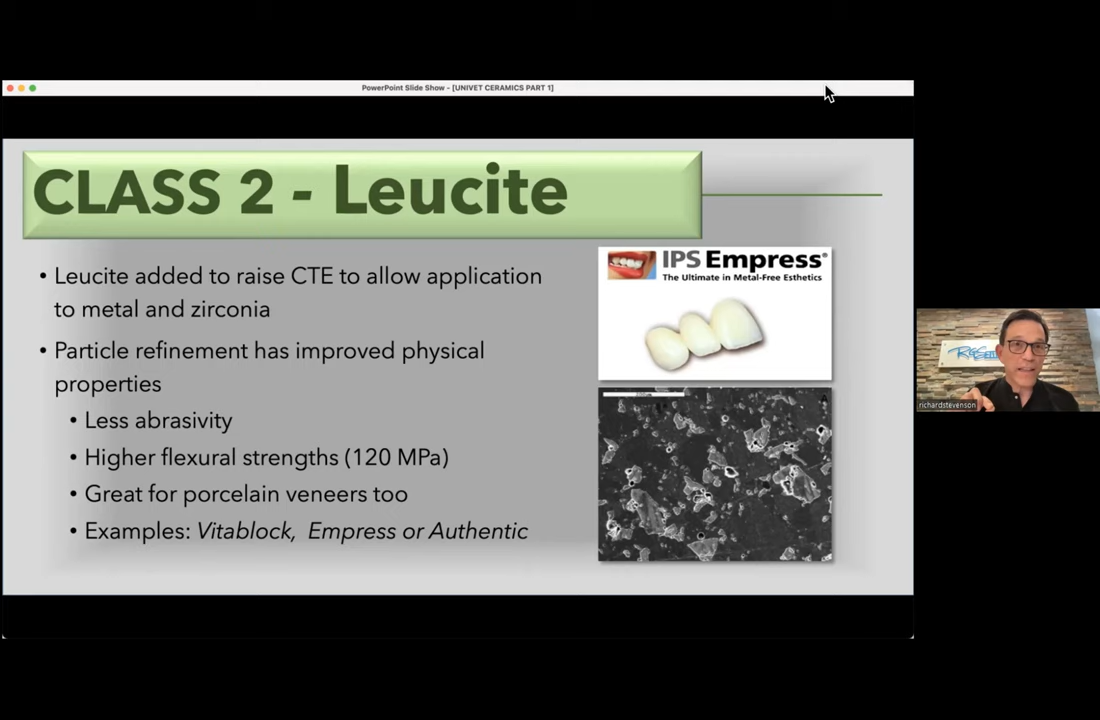 PowerPoint Slide Show - [UNIVET CERAMICS PART 1]
CLASS 2 - Leucite
• Leucite added to raise CTE to allow application
to metal and zirconia
• Particle refinement has improved physical
properties
• Less abrasivity
• Higher flexural strengths (120 MPa)
• Great for porcelain veneers too
• Examples: Vitablock, Empress or Authentic
IPS Empress®
The Ultimate in Metal-Free Esthetics
richardstevenson